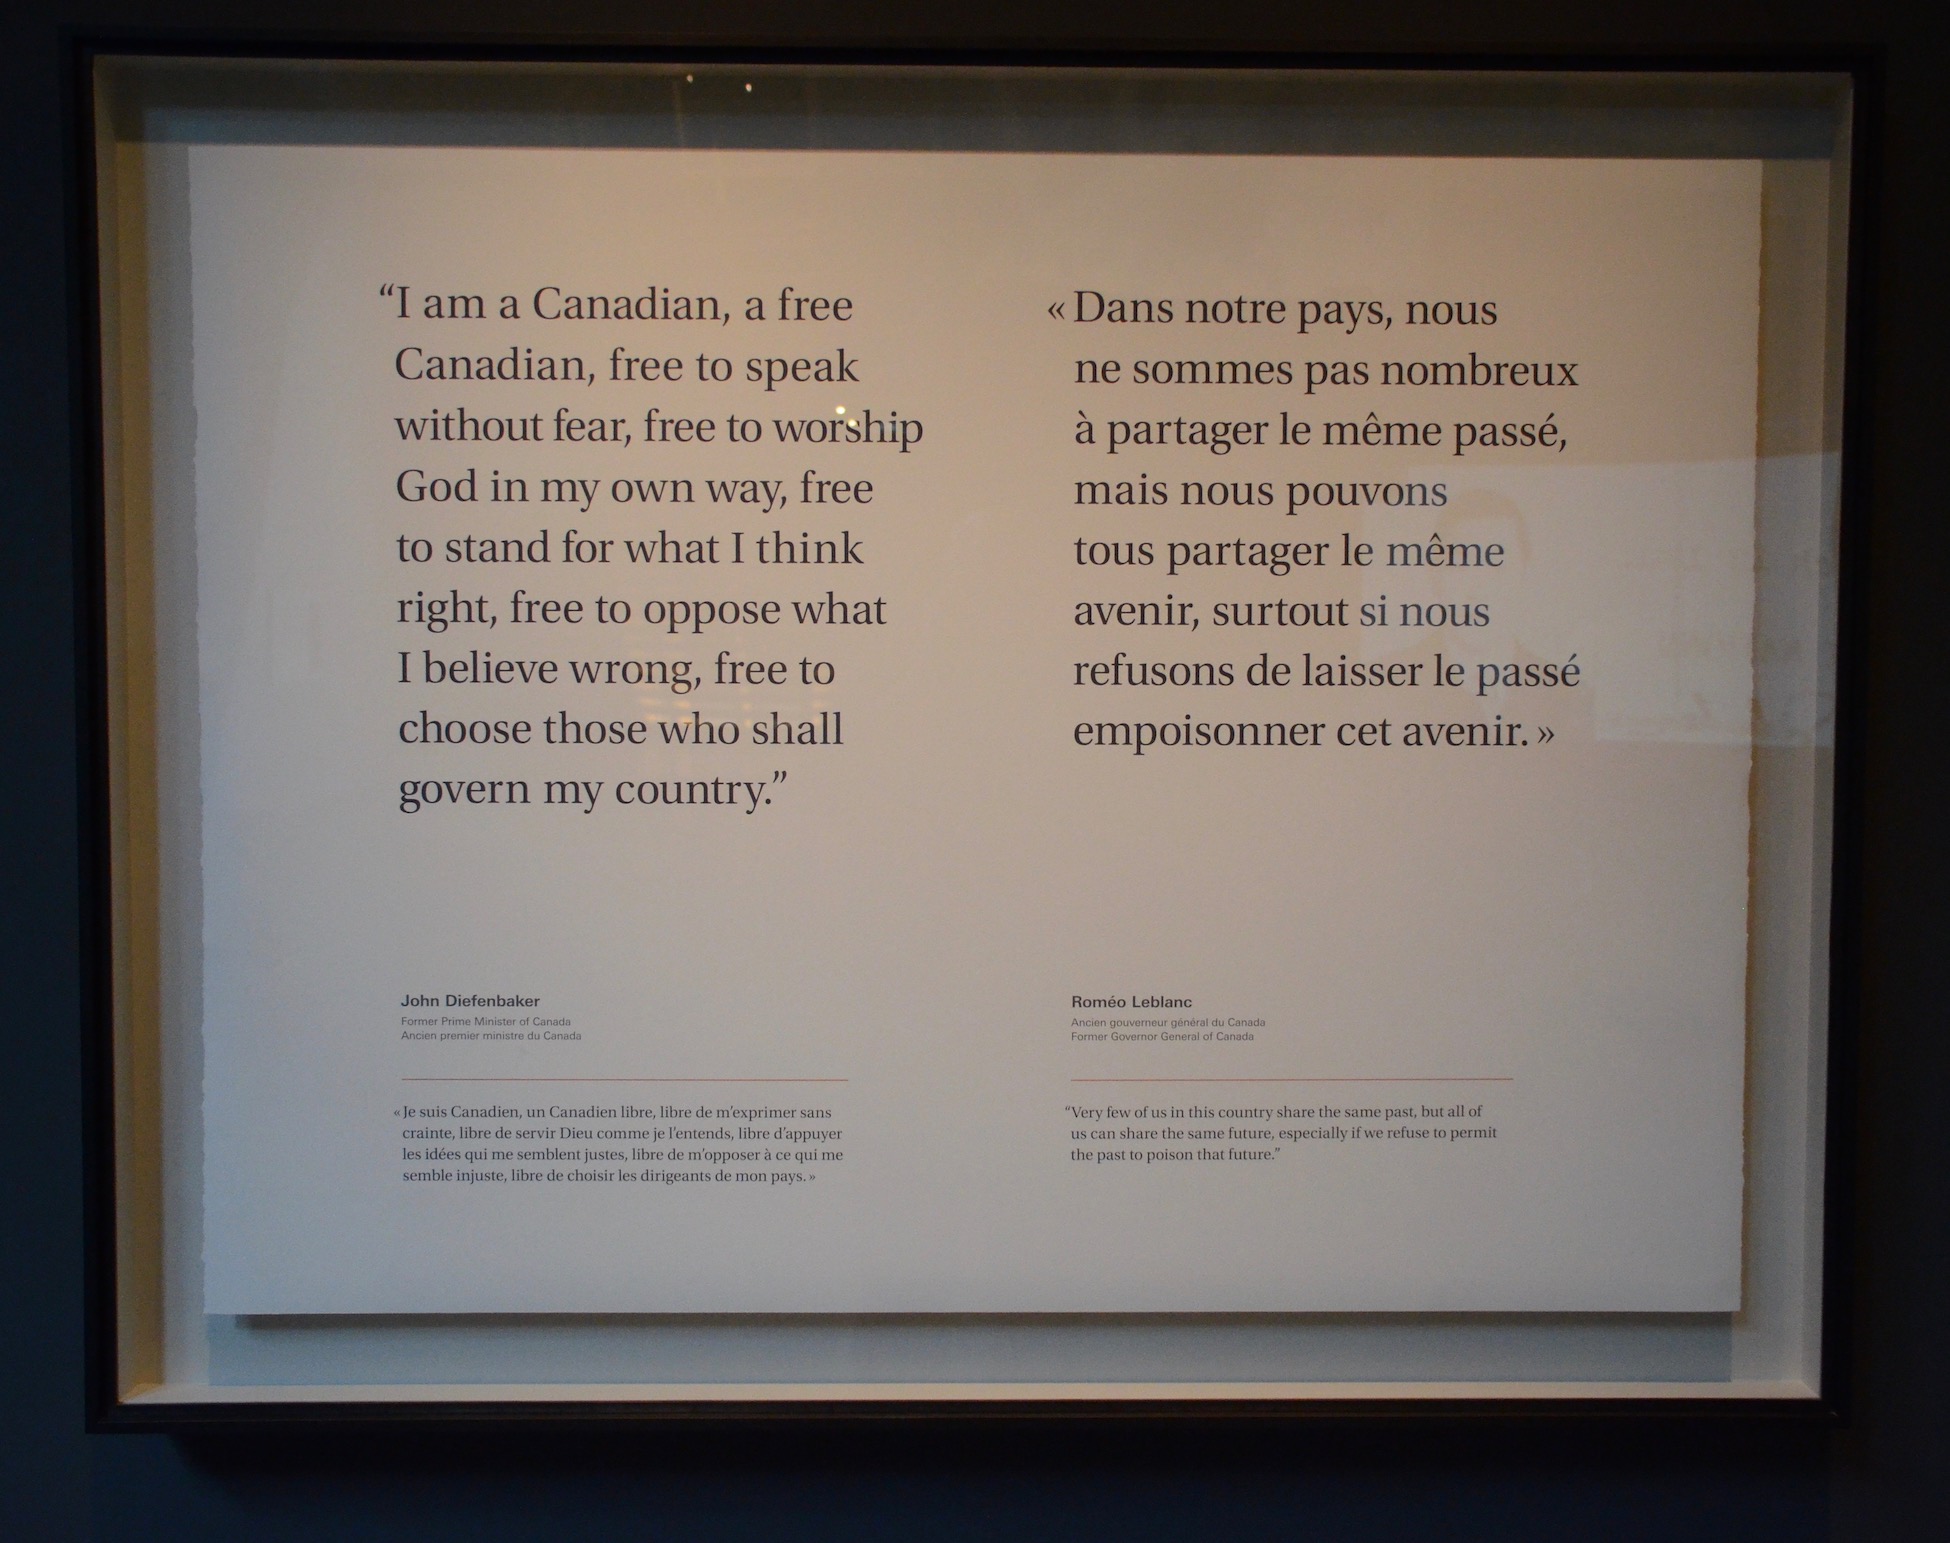 “I am a Canadian, a free
Canadian, free to speak
without fear, free to worship
God in my own way, free
to stand for what I think
right, free to oppose what
I believe wrong, free to
choose those who shall
govern my country.”
John Diefenbaker
Former Prime Minister of Canada
Ancien premier ministre du Canada
« Je suis Canadien, un Canadien libre, libre de m’exprimer sans
crainte, libre de servir Dieu comme je l’entends, libre d’appuyer
les idées qui me semblent justes, libre de m’opposer à ce qui me
semble injuste, libre de choisir les dirigeants de mon pays. »
« Dans notre pays, nous
ne sommes pas nombreux
à partager le même passé,
mais nous pouvons
tous partager le même
avenir, surtout si nous
refusons de laisser le passé
empoisonner cet avenir. »
Roméo Leblanc
Ancien gouverneur général du Canada
Former Governor General of Canada
“Very few of us in this country share the same past, but all of
us can share the same future, especially if we refuse to permit
the past to poison that future.”